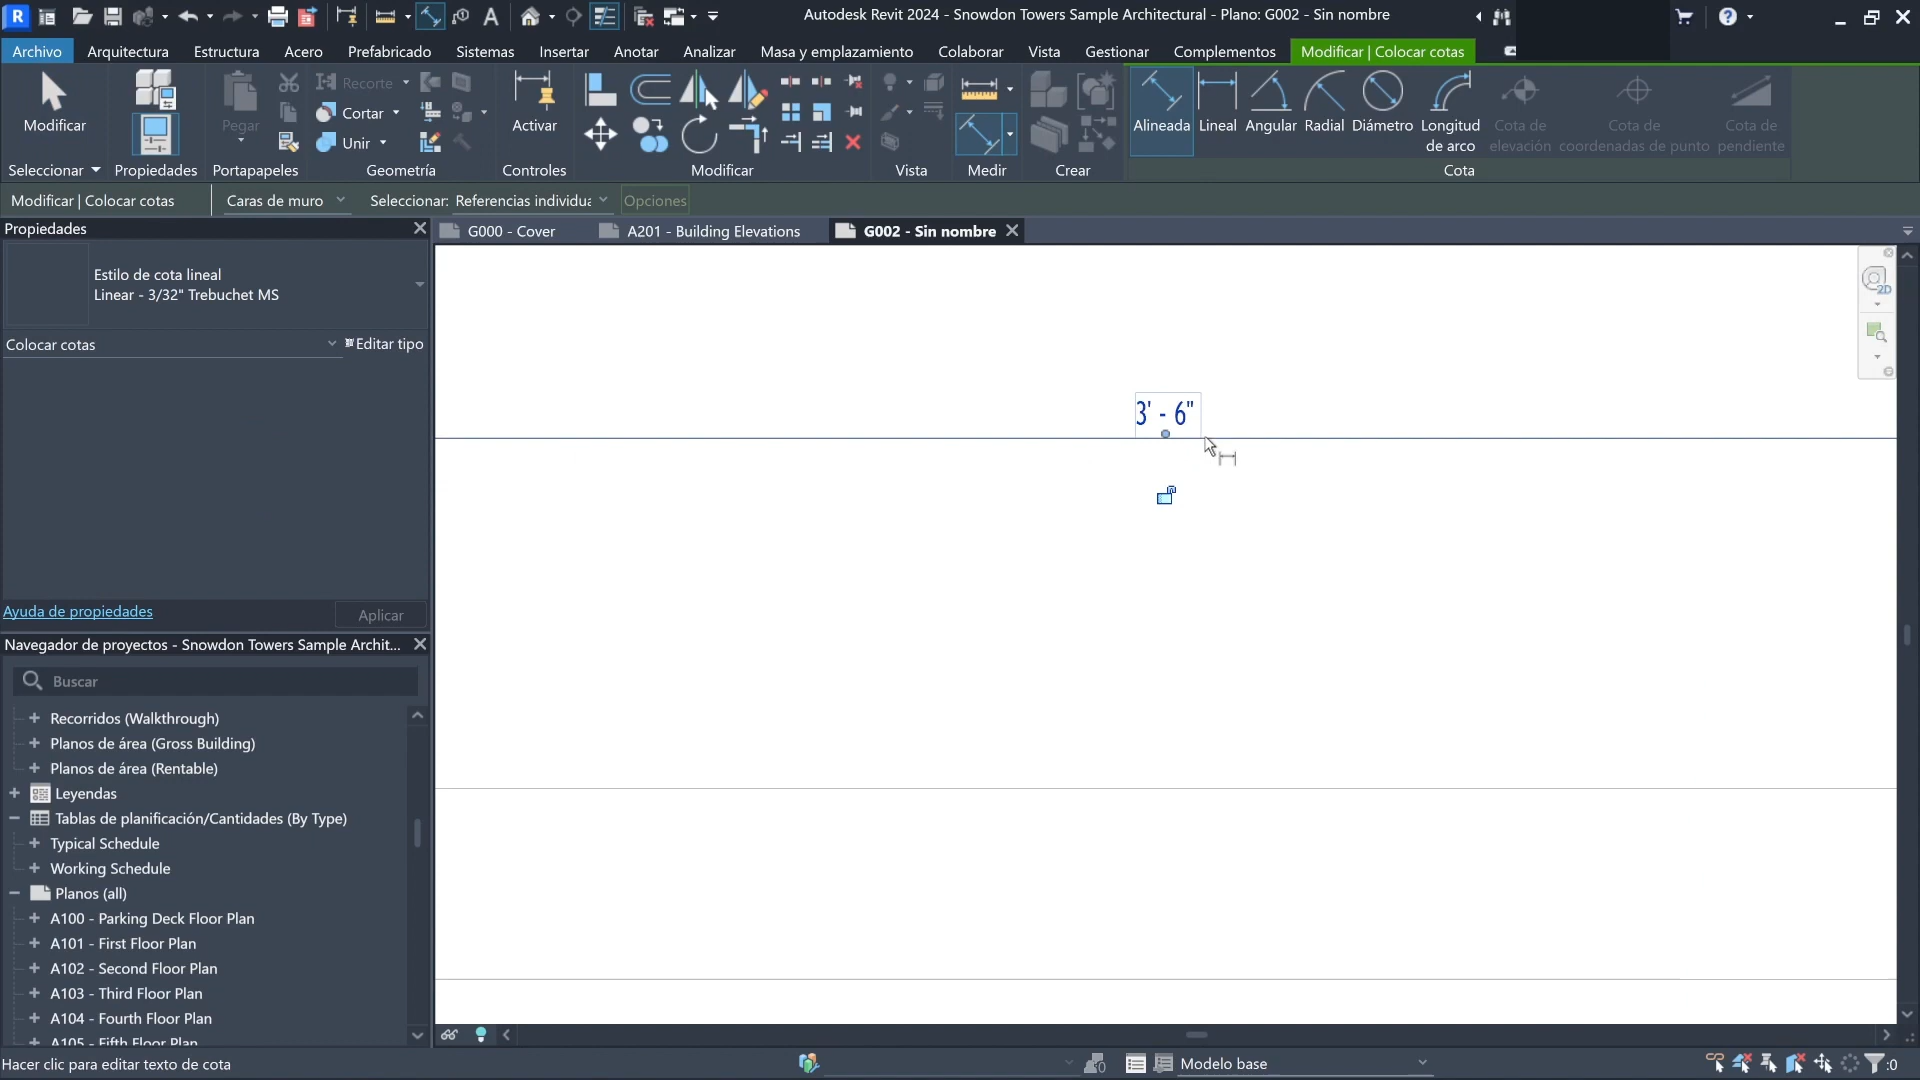 Autodesk Revit 2024 - Snowdon Towers Sample Architectural - Plano: G002 - Sin nombre
Archivo Arquitectura Estructura Acero Prefabricado Sistemas Insertar Anotar Analizar Masa y emplazamiento Colaborar Vista Gestionar Complementos Modificar | Colocar cotas
Modificar
Pegar
Recorte
Cortar
Unir
Activar
Alineada Lineal Angular Radial Diámetro Longitud de arco Cota de elevación Cota de coordenadas de punto Cota de pendiente
Seleccionar Propiedades Portapapeles Geometría Controles Modificar Vista Medir Crear Cota
Modificar | Colocar cotas Caras de muro Seleccionar: Referencias individua Opciones
Propiedades
G000 - Cover A201 - Building Elevations G002 - Sin nombre
Estilo de cota lineal
Linear - 3/32" Trebuchet MS
Colocar cotas Editar tipo
3' - 6"
2D
Ayuda de propiedades Aplicar
Navegador de proyectos - Snowdon Towers Sample Archit...
Buscar
Recorridos (Walkthrough)
Planos de área (Gross Building)
Planos de área (Rentable)
Leyendas
Tablas de planificación/Cantidades (By Type)
Typical Schedule
Working Schedule
Planos (all)
A100 - Parking Deck Floor Plan
A101 - First Floor Plan
A102 - Second Floor Plan
A103 - Third Floor Plan
A104 - Fourth Floor Plan
A105 - Fifth Floor Plan
Hacer clic para editar texto de cota :0 Modelo base :0